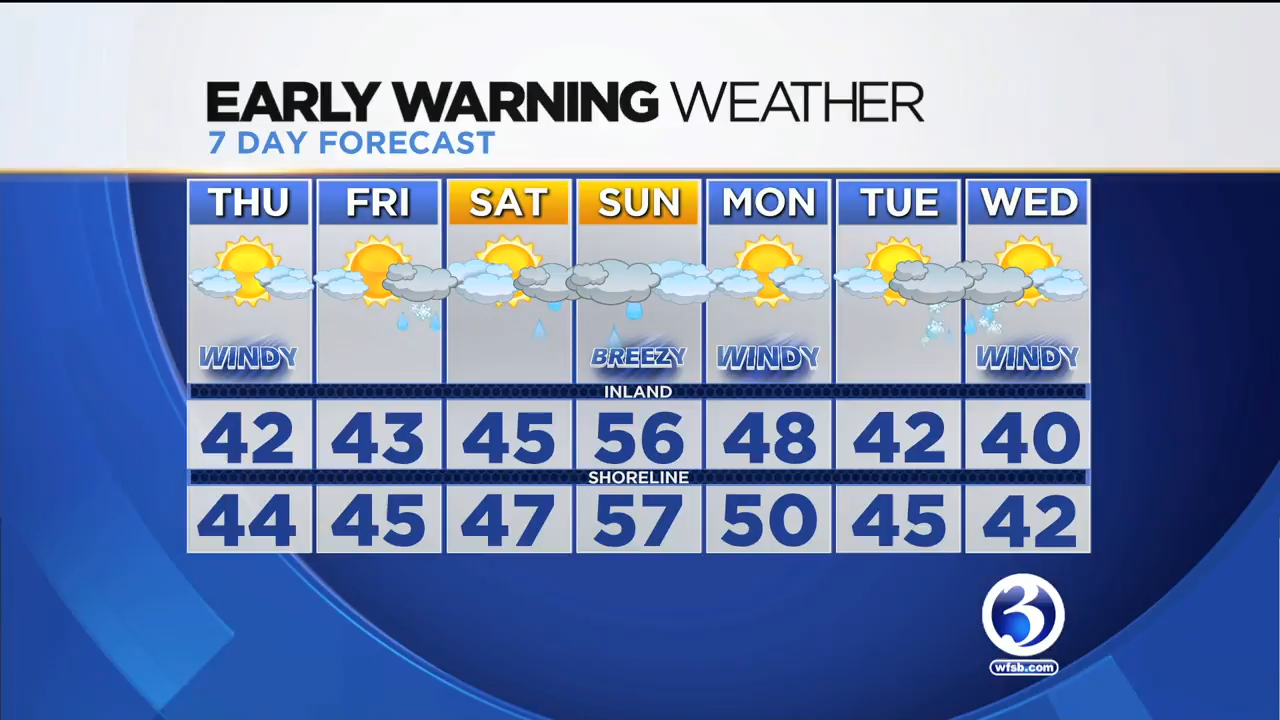 EARLY WARNING WEATHER
7 DAY FORECAST
THU FRI SAT SUN MON TUE WED
WINDY BREEZY WINDY WINDY
INLAND
42 43 45 56 48 42 40
SHORELINE
44 45 47 57 50 45 42
3
wfsb.com